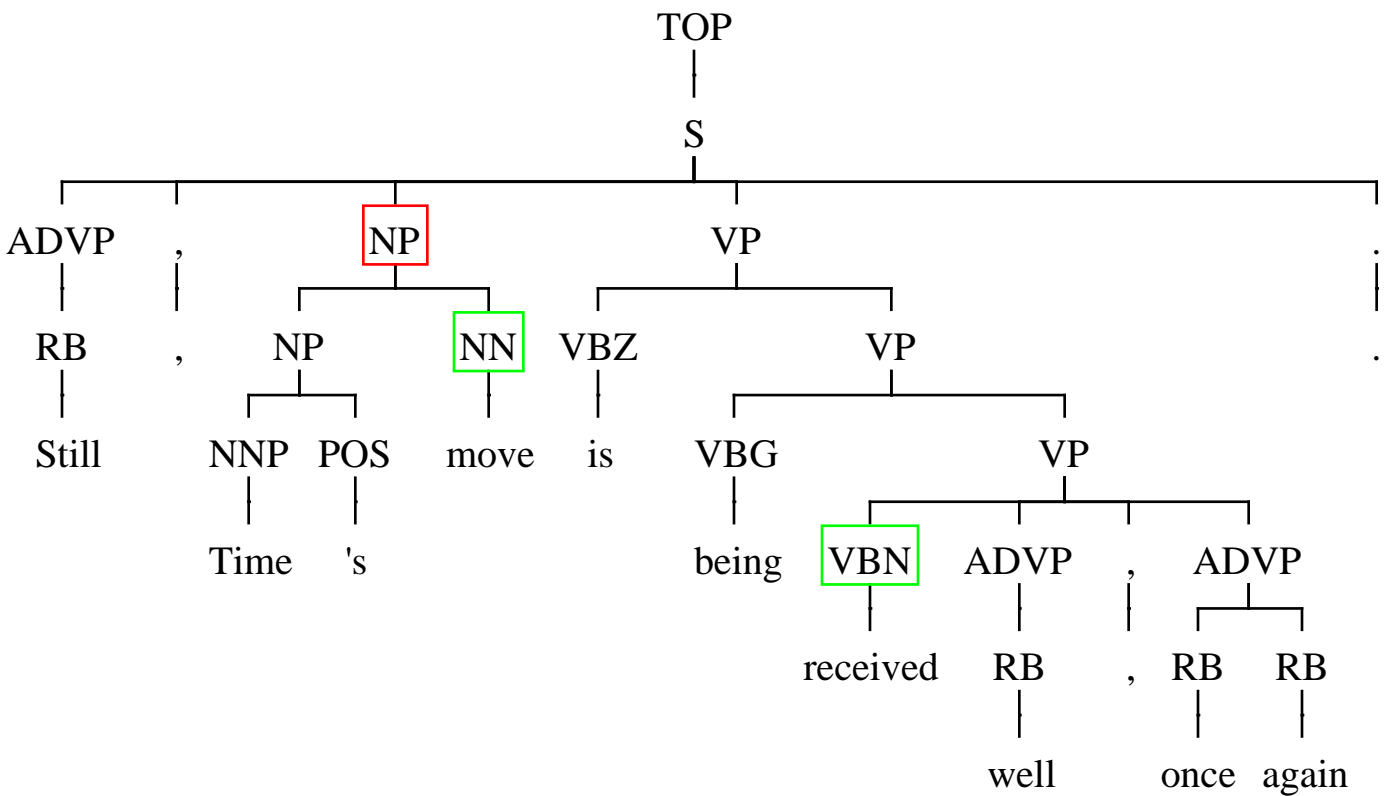 TOP
S
ADVP , NP VP .
RB , NP NN VBZ VP .
Still NNP POS move is VBG VP
Time 's being VBN ADVP , ADVP
received RB , RB RB
well once again